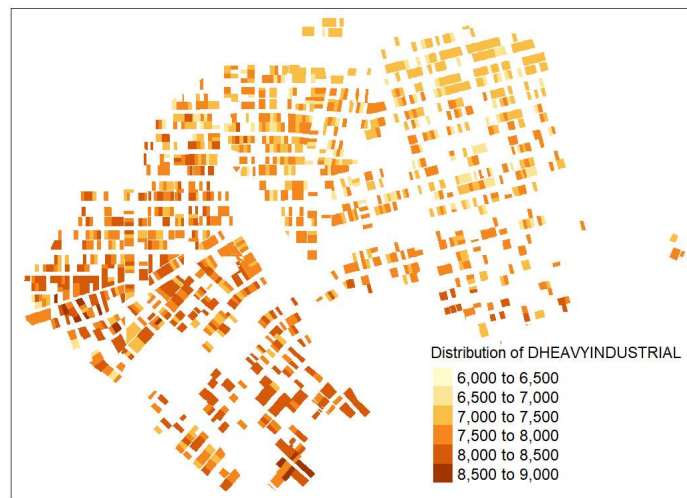 Distribution of DHEAVYINDUSTRIAL
6,000 to 6,500
6,500 to 7,000
7,000 to 7,500
7,500 to 8,000
8,000 to 8,500
8,500 to 9,000